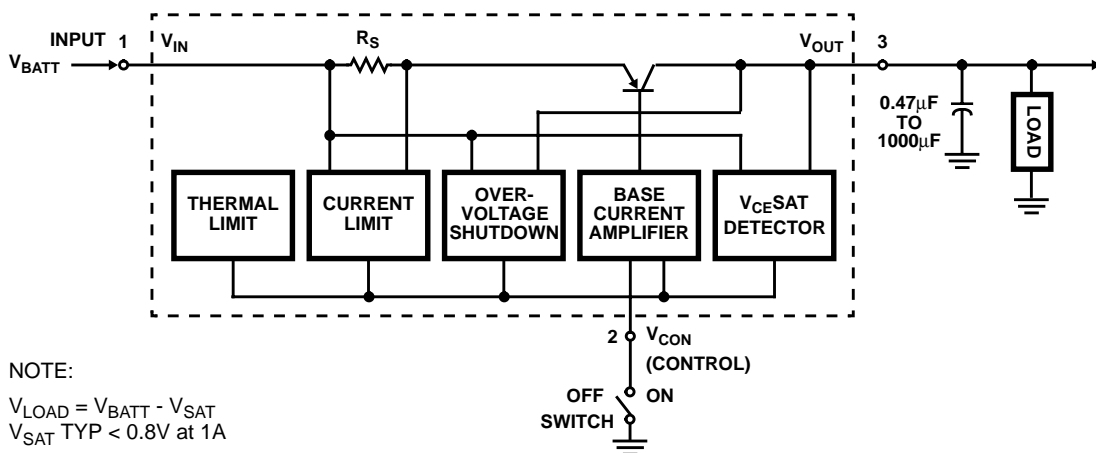 INPUT 1
V_BATT
V_IN
R_S
V_OUT
3
0.47μF
TO
1000μF
LOAD
THERMAL
LIMIT
CURRENT
LIMIT
OVER-
VOLTAGE
SHUTDOWN
BASE
CURRENT
AMPLIFIER
V_CESAT
DETECTOR
2 V_CON
(CONTROL)
OFF ON
SWITCH
NOTE:
V_LOAD = V_BATT - V_SAT
V_SAT TYP < 0.8V at 1A